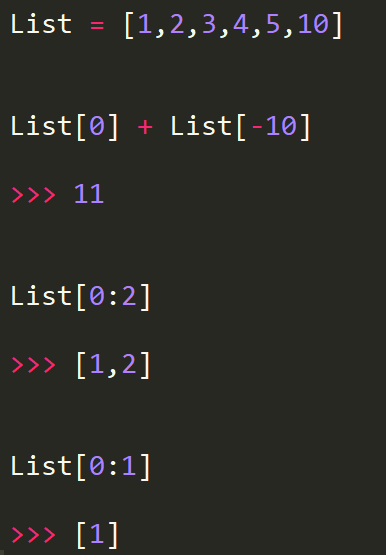 List = [1,2,3,4,5,10]
List[0] + List[-10]
>>> 11
List[0:2]
>>> [1,2]
List[0:1]
>>> [1]